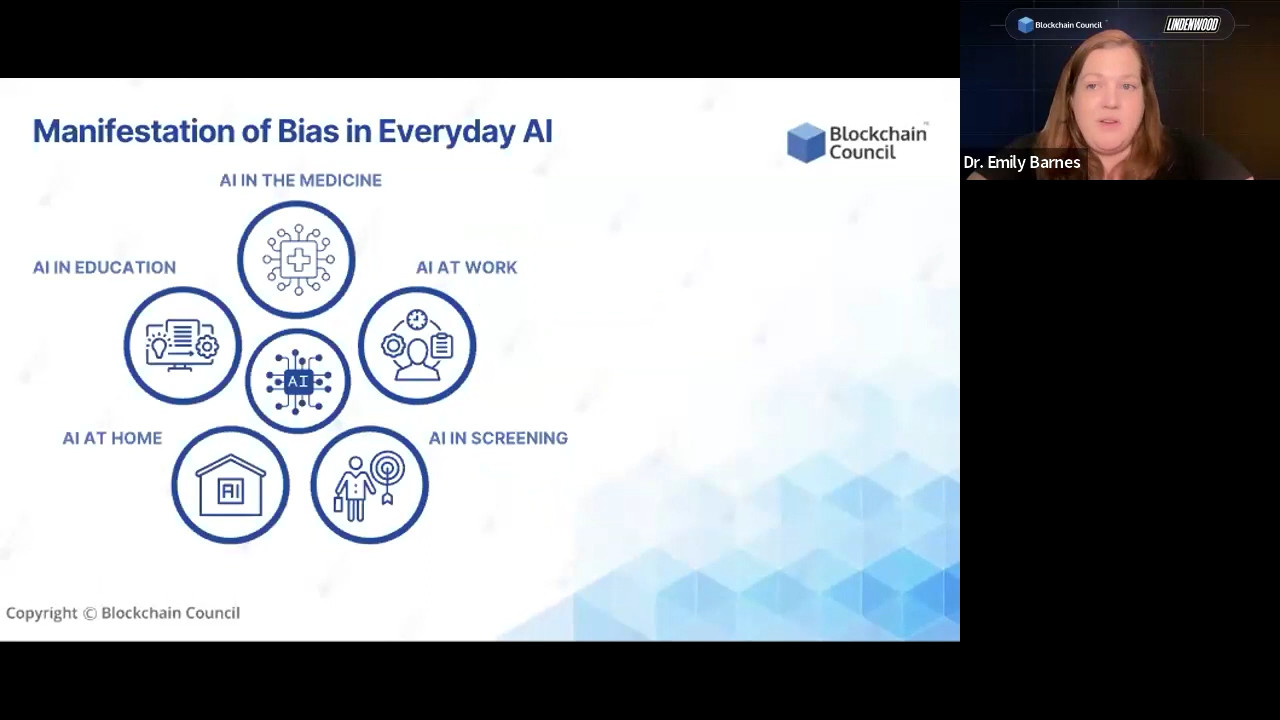 Manifestation of Bias in Everyday AI
Blockchain
Council
AI IN THE MEDICINE
AI IN EDUCATION
AI AT WORK
AI
AI AT HOME
AI IN SCREENING
AI
Copyright © Blockchain Council
Blockchain Council
LINDENWOOD
Dr. Emily Barnes